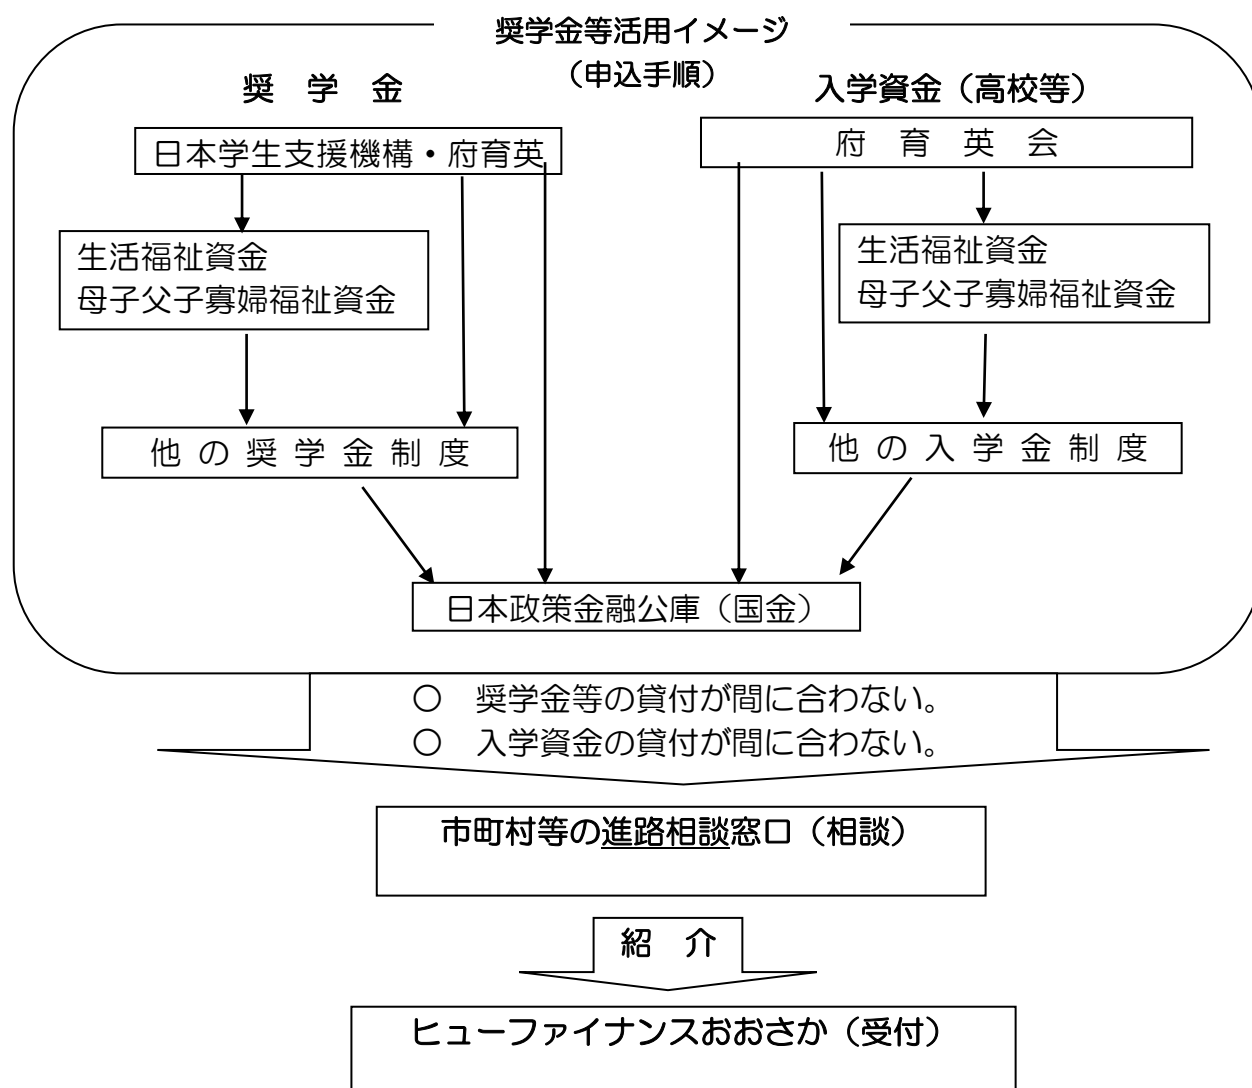 奨学金等活用イメージ
（申込手順）
奨　学　金
入学資金（高校等）
日本学生支援機構・府育英
府　育　英　会
生活福祉資金
母子父子寡婦福祉資金
生活福祉資金
母子父子寡婦福祉資金
他の奨学金制度
他の入学金制度
日本政策金融公庫（国金）
○　奨学金等の貸付が間に合わない。
○　入学資金の貸付が間に合わない。
市町村等の進路相談窓口（相談）
紹　介
ヒューファイナンスおおさか（受付）